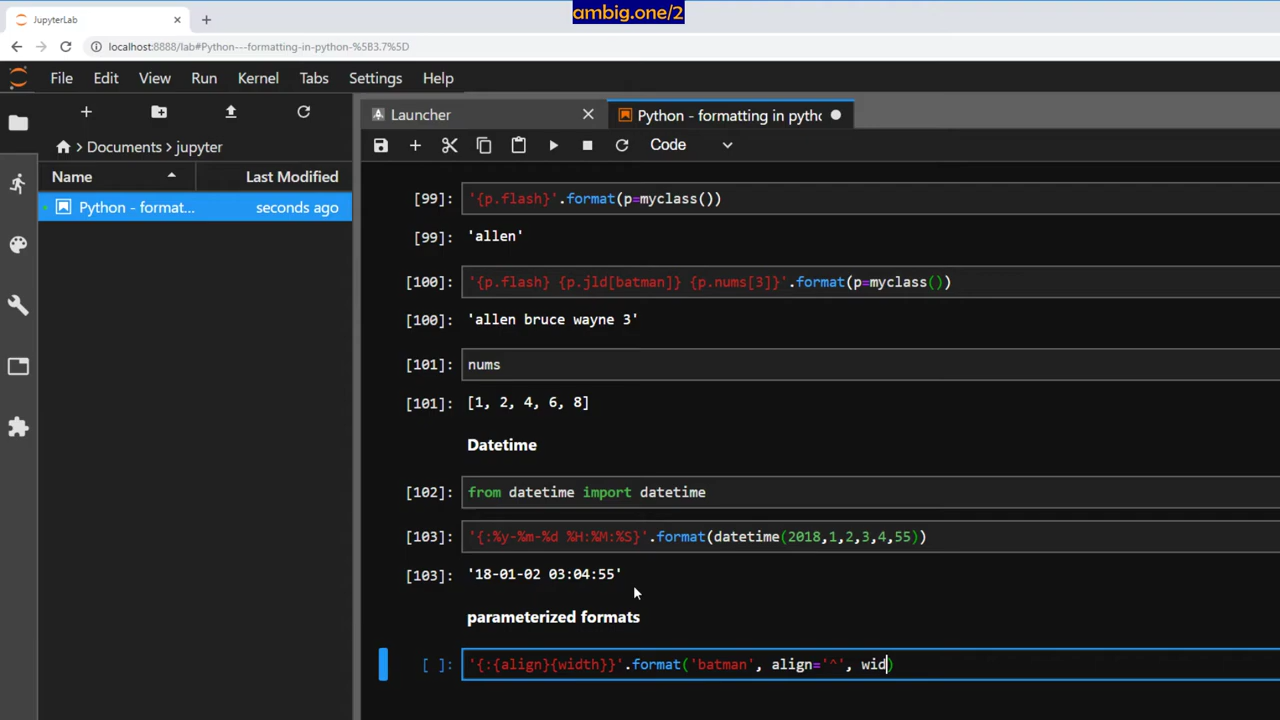 ambig.one/2
JupyterLab
localhost:8888/lab#Python---formatting-in-python-%5B3.7%5D
File Edit View Run Kernel Tabs Settings Help
Launcher
Python - formatting in pytho
Code
Documents > jupyter
Name Last Modified
Python - format... seconds ago
[99]: '{p.flash}'.format(p=myclass())
[99]: 'allen'
[100]: '{p.flash} {p.jld[batman]} {p.nums[3]}'.format(p=myclass())
[100]: 'allen bruce wayne 3'
[101]: nums
[101]: [1, 2, 4, 6, 8]
Datetime
[102]: from datetime import datetime
[103]: '{:%y-%m-%d %H:%M:%S}'.format(datetime(2018,1,2,3,4,55))
[103]: '18-01-02 03:04:55'
parameterized formats
[ ]: '{:{align}{width}}'.format('batman', align='^', wid)